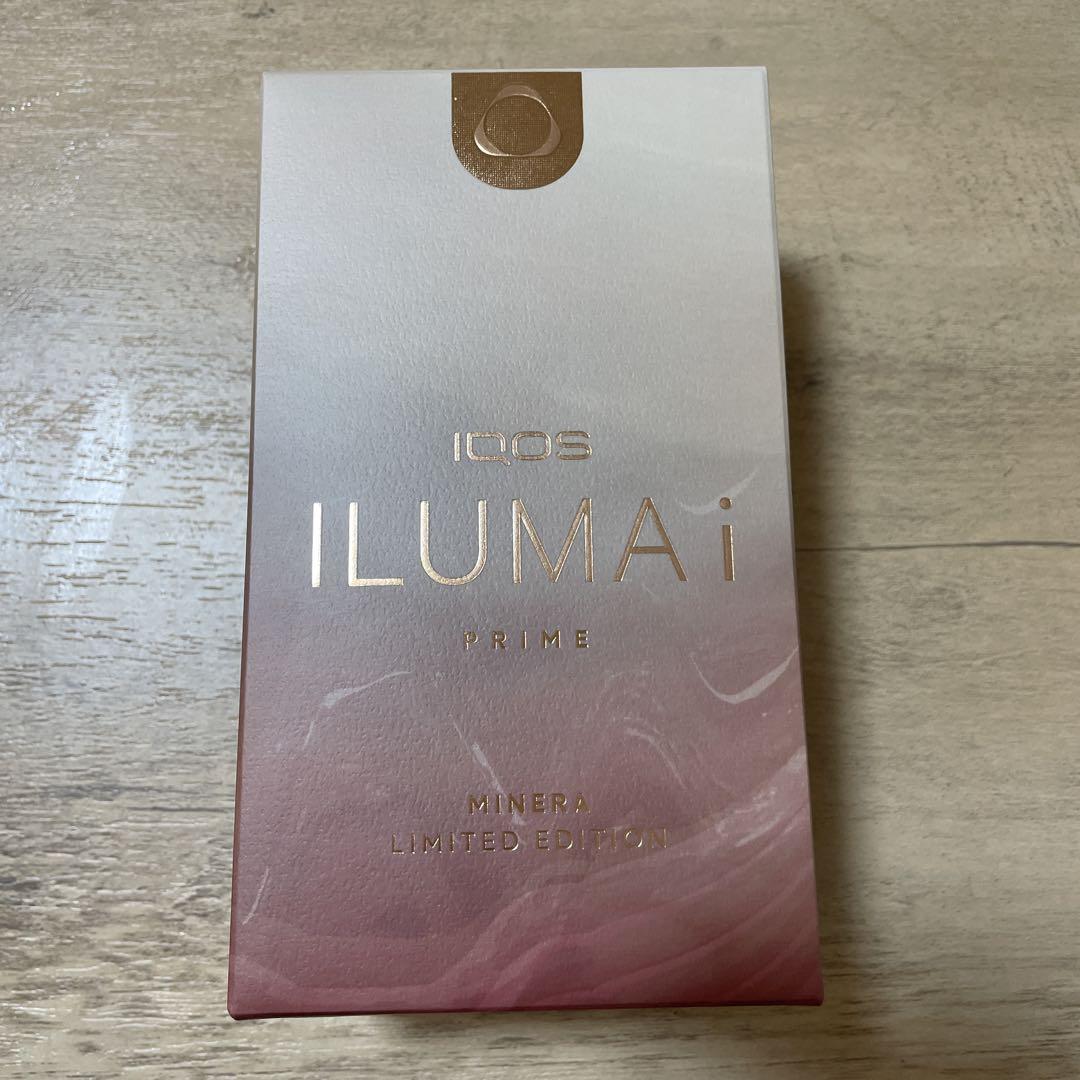 IQOS
ILUMA i
PRIME
MINERA
LIMITED EDITION